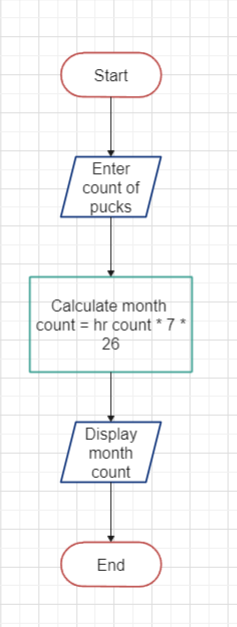 Start
Enter
count of
pucks
Calculate month
count = hr count * 7 *
26
Display
month
count
End